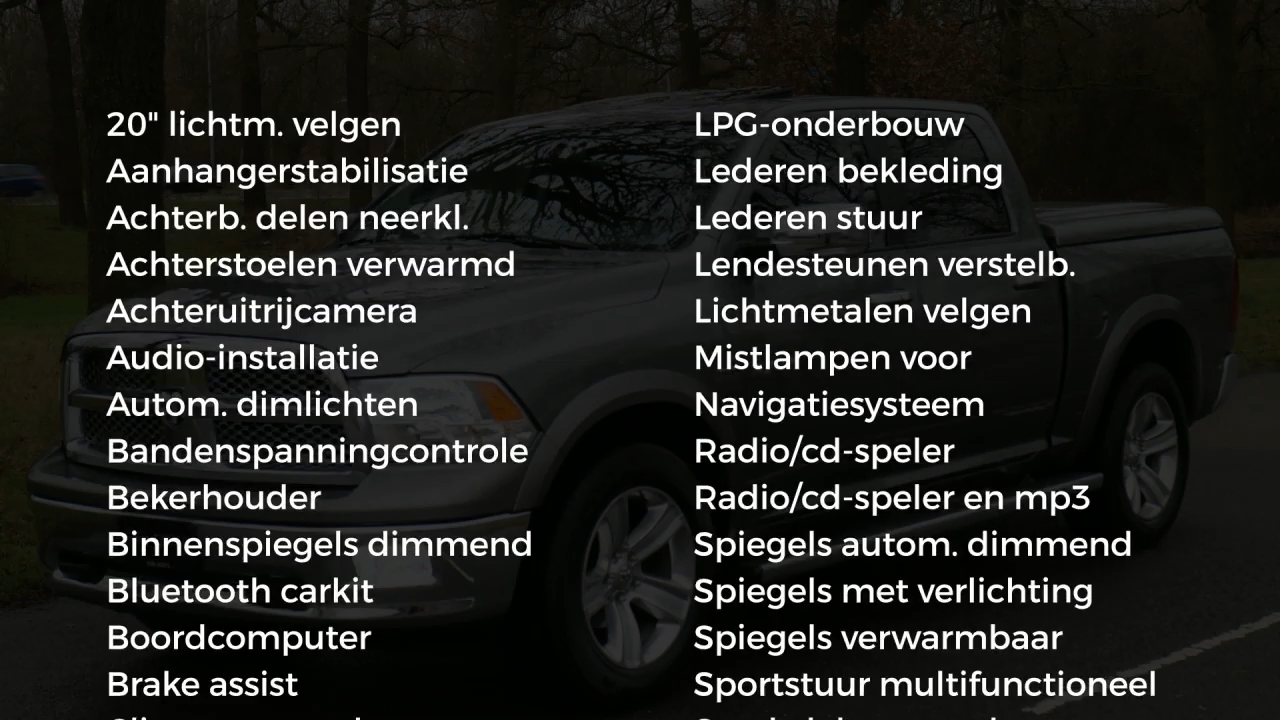 20" lichtm. velgen
Aanhangerstabilisatie
Achterb. delen neerkl.
Achterstoelen verwarmd
Achteruitrijcamera
Audio-installatie
Autom. dimlichten
Bandenspanningcontrole
Bekerhouder
Binnenspiegels dimmend
Bluetooth carkit
Boordcomputer
Brake assist
LPG-onderbouw
Lederen bekleding
Lederen stuur
Lendesteunen verstelb.
Lichtmetalen velgen
Mistlampen voor
Navigatiesysteem
Radio/cd-speler
Radio/cd-speler en mp3
Spiegels autom. dimmend
Spiegels met verlichting
Spiegels verwarmbaar
Sportstuur multifunctioneel